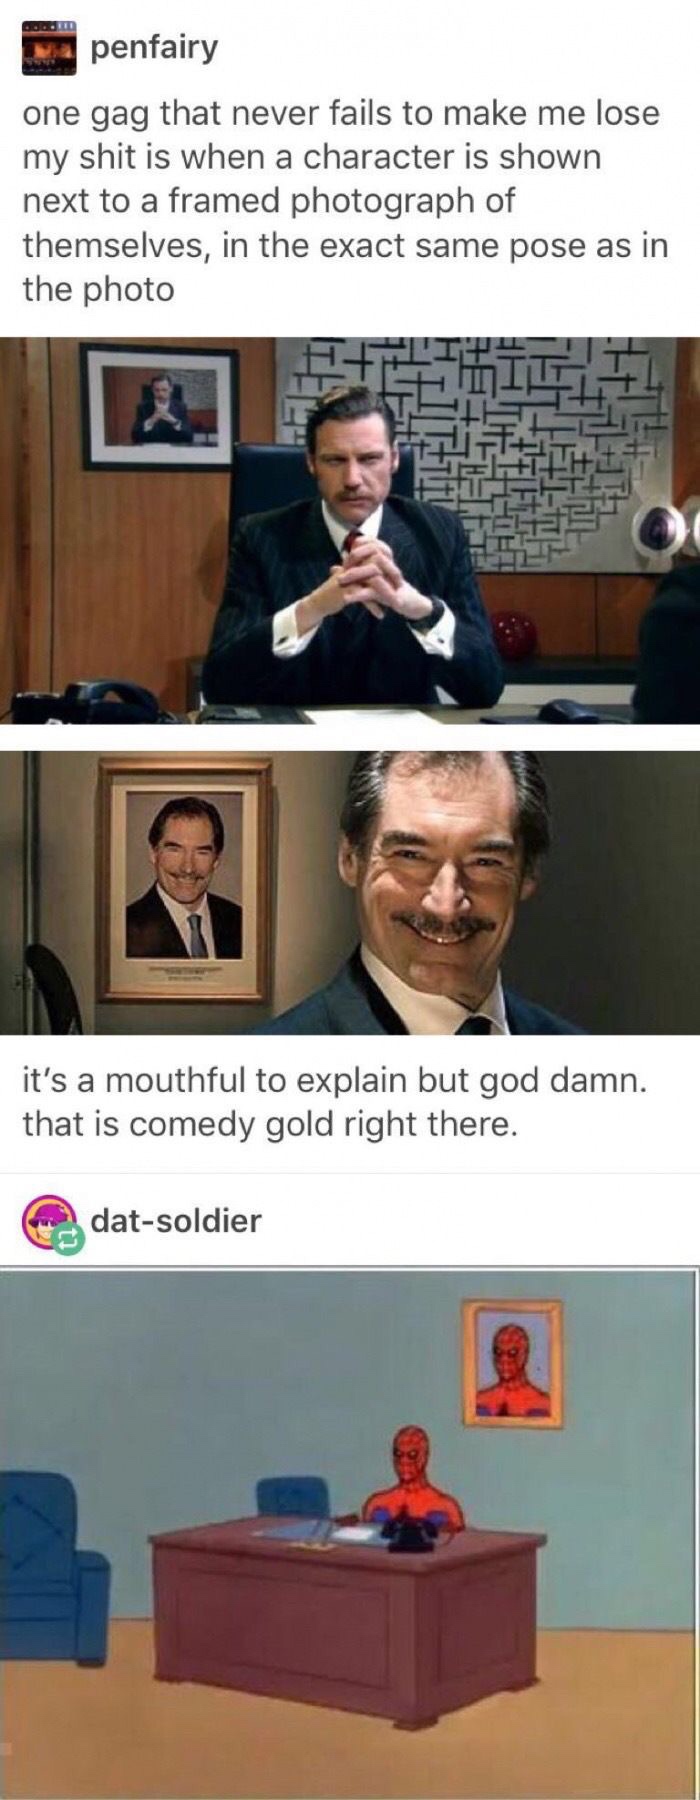 penfairy
one gag that never fails to make me lose
my shit is when a character is shown
next to a framed photograph of
themselves, in the exact same pose as in
the photo
it's a mouthful to explain but god damn.
that is comedy gold right there.
dat-soldier